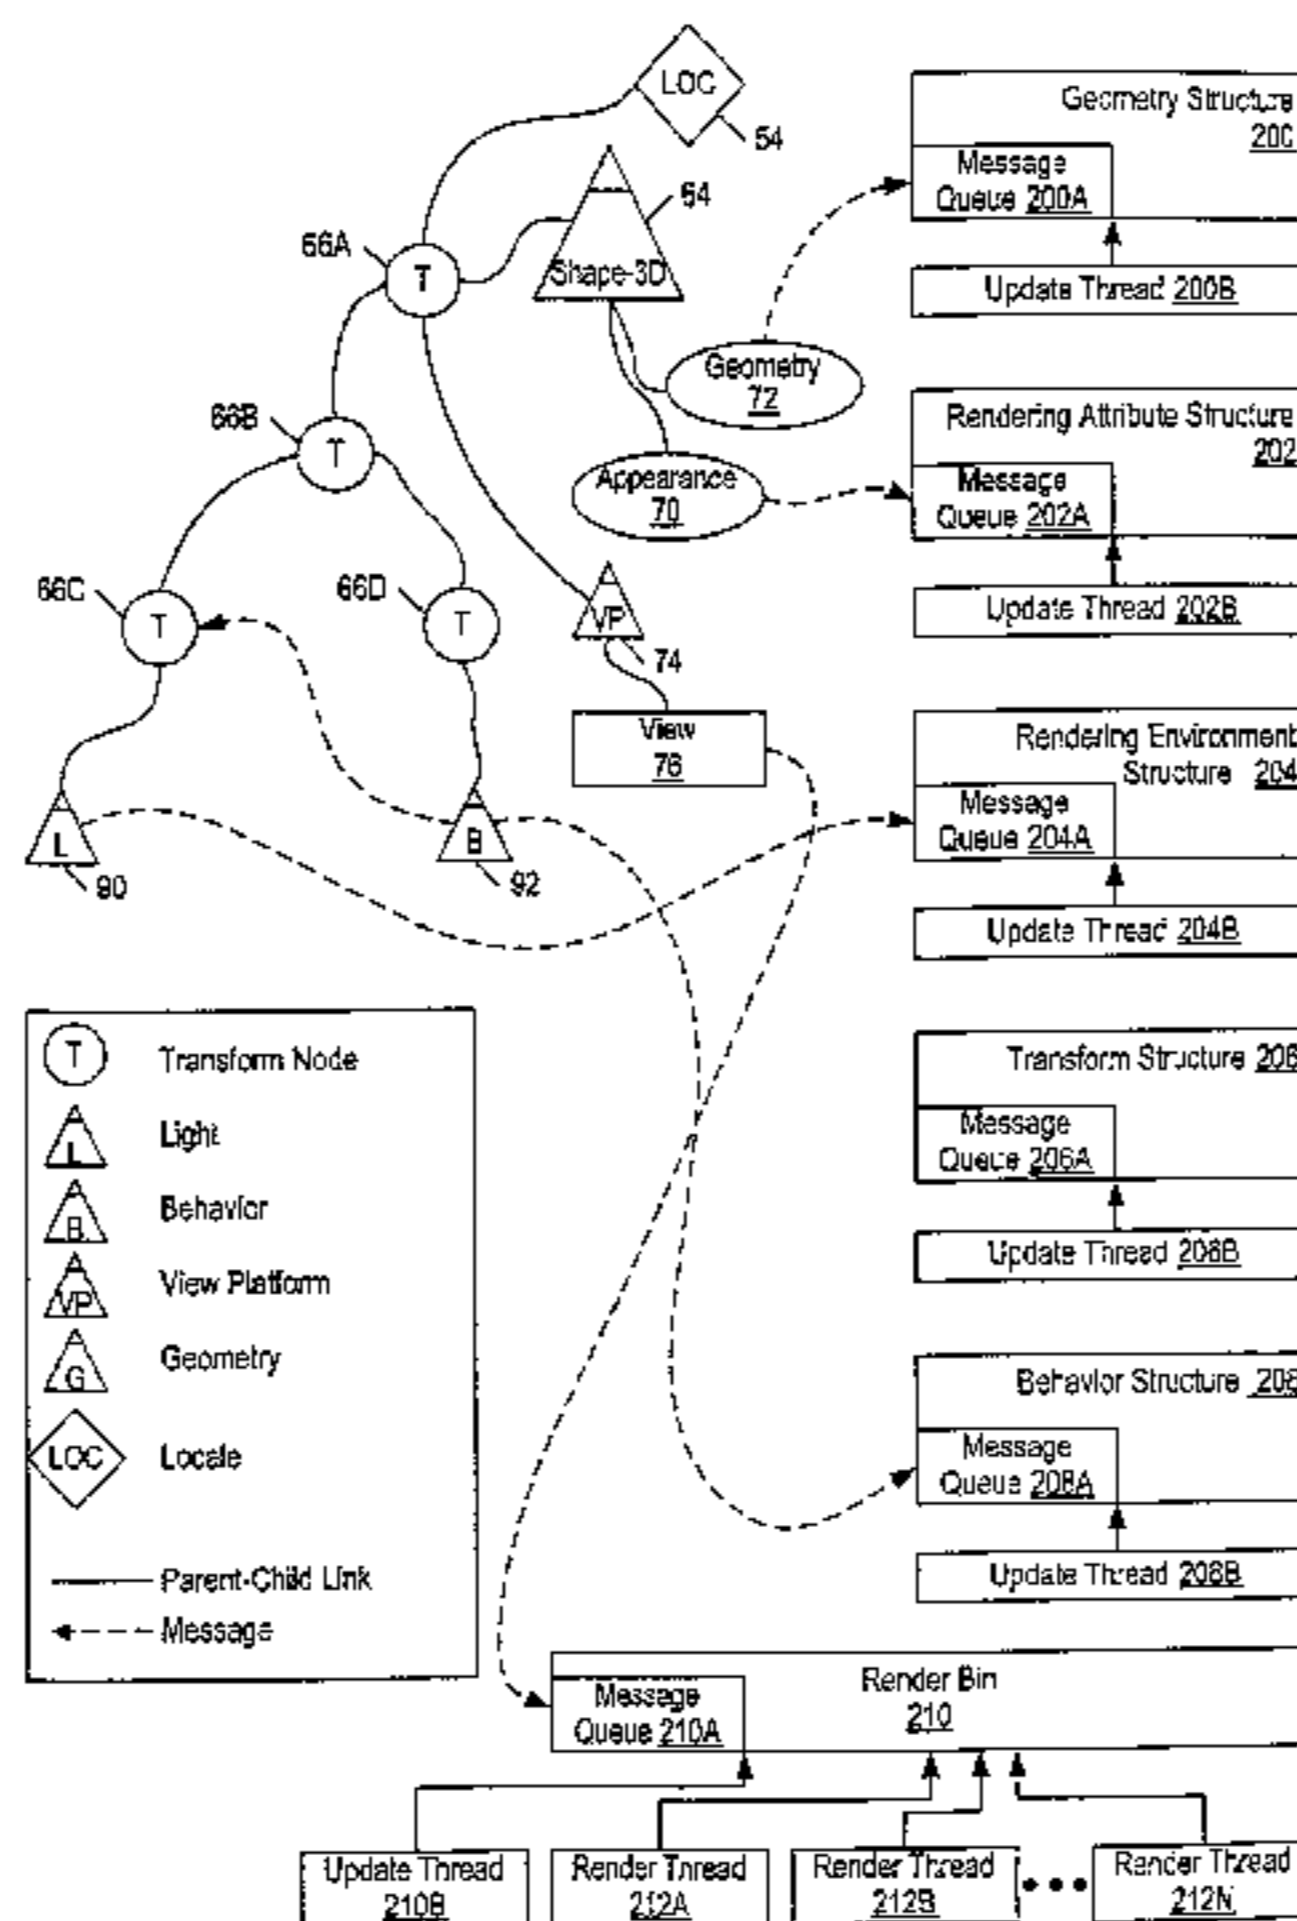 LOC
54
Geometry Structure
200
Message
Queue 200A
Update Thread 200B
54
66A
T
Shape-3D
Geometry
72
66B
T
Rendering Attribute Structure
202
Message
Queue 202A
Update Thread 202B
Appearance
70
66C
T
66D
T
VP
74
View
76
Rendering Environment
Structure 204
Message
Queue 204A
Update Thread 204B
L
90
B
92
T Transform Node
L Light
B Behavior
VP View Platform
G Geometry
LOC Locale
Parent-Child Link
Message
Transform Structure 206
Message
Queue 206A
Update Thread 206B
Behavior Structure 208
Message
Queue 208A
Update Thread 208B
Render Bin
210
Message
Queue 210A
Update Thread
210B
Render Thread
212A
Render Thread
212B
Render Thread
212N